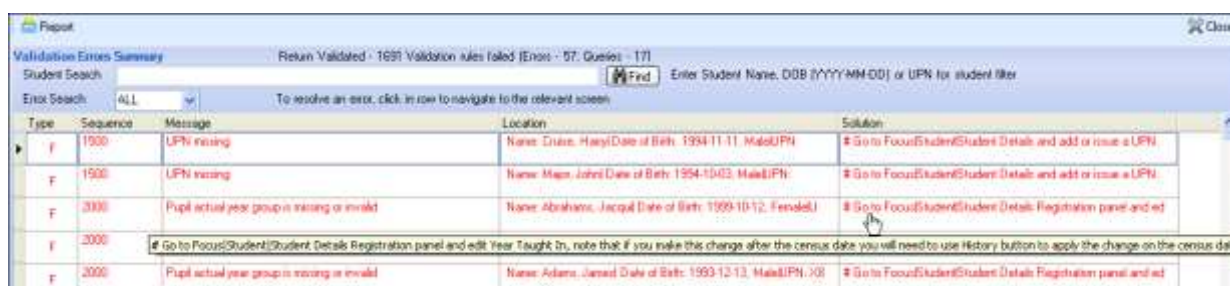 Report Close
Validation Errors Summary Return Validated - 1691 Validation rules failed (Errors - 57: Queries - 17)
Student Search Find Enter Student Name, DOB (YYYY-MM-DD) or UPN for student filter
Error Search ALL To resolve an error, click in row to navigate to the relevant screen
Type Sequence Message Location Solution
F 1500 UPN missing Name: Cruise, Harry|Date of Birth: 1994-11-11, Male|UPN: # Go to Focus|Student|Student Details and add or issue a UPN.
F 1500 UPN missing Name: Major, John| Date of Birth: 1994-10-03, Male|UPN: # Go to Focus|Student|Student Details and add or issue a UPN.
F 2000 Pupil actual year group is missing or invalid Name: Abrahams, Jacqui| Date of Birth: 1999-10-12, Female|U # Go to Focus|Student|Student Details Registration panel and ed
F 2000 # Go to Focus|Student|Student Details Registration panel and edit Year Taught In, note that if you make this change after the census date you will need to use History button to apply the change on the census da
F 2000 Pupil actual year group is missing or invalid Name: Adams, James| Date of Birth: 1993-12-13, Male|UPN: X8 # Go to Focus|Student|Student Details Registration panel and ed